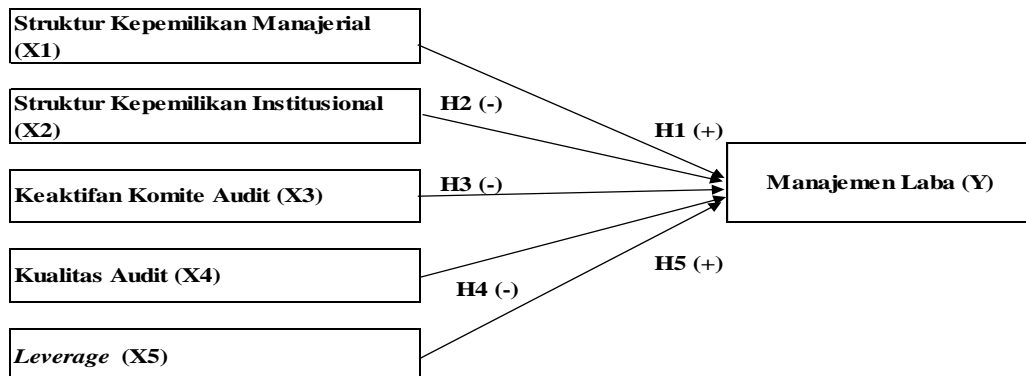 Struktur Kepemilikan Manajerial
(X1)
Struktur Kepemilikan Institusional
(X2)
H2 (-)
H1 (+)
Manajemen Laba (Y)
Keaktifan Komite Audit (X3)
H3 (-)
Kualitas Audit (X4)
H5 (+)
H4 (-)
Leverage (X5)